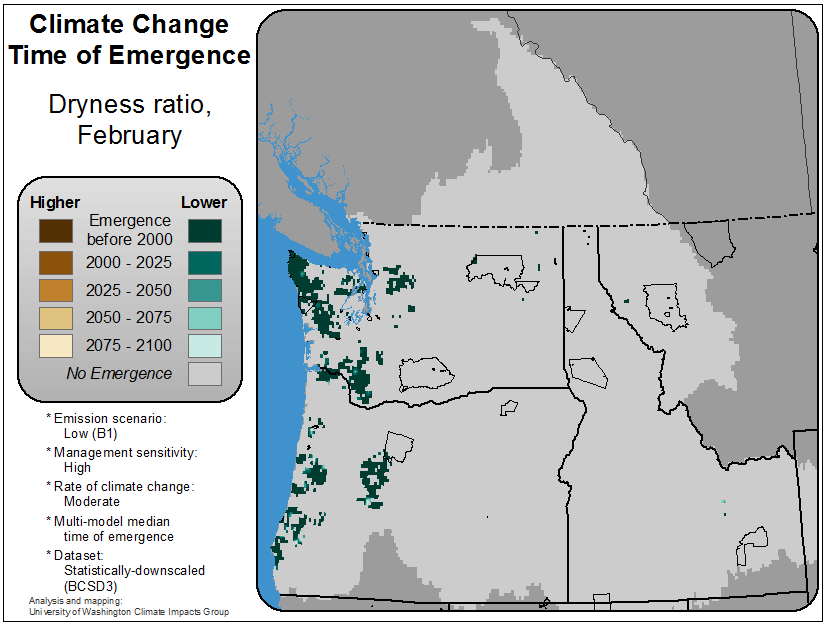 Climate Change
Time of Emergence
Dryness ratio,
February
Higher
Lower
Emergence
before 2000
2000 - 2025
2025 - 2050
2050 - 2075
2075 - 2100
No Emergence
* Emission scenario:
Low (B1)
* Management sensitivity:
High
* Rate of climate change:
Moderate
* Multi-model median
time of emergence
* Dataset:
Statistically-downscaled
(BCSD3)
Analysis and mapping:
University of Washington Climate Impacts Group